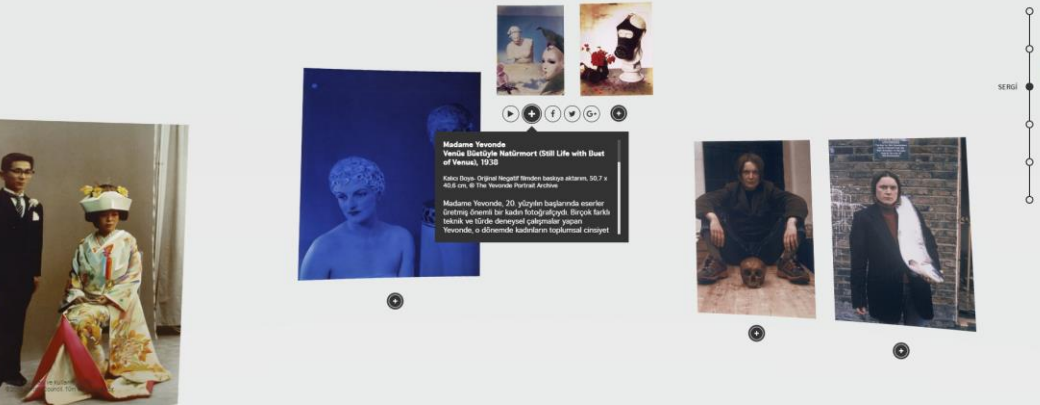 SERGİ
f
G+
Madame Yevonde
Venüs Büstüyle Natürmort (Still Life with Bust
of Venus), 1938
Kalıcı Boya- Orijinal Negatif filmden baskıya aktarım, 50,7 x
40,6 cm, © The Yevonde Portrait Archive
Madame Yevonde, 20. yüzyılın başlarında eserler
üretmiş önemli bir kadın fotoğrafçıydı. Birçok farklı
teknik ve türde deneysel çalışmalar yapan
Yevonde, o dönemde kadınların toplumsal cinsiyet